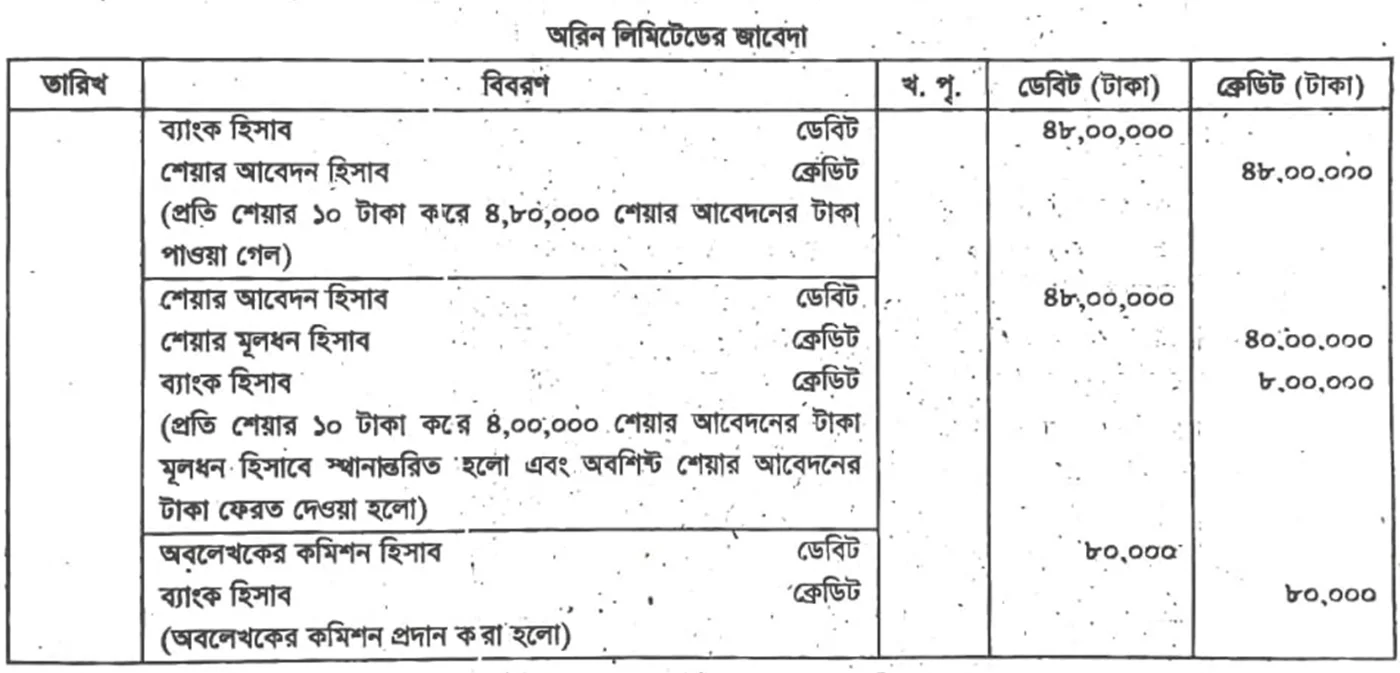 অরিন লিমিটেডের জাবেদা
তারিখ বিবরণ খ. পৃ. ডেবিট (টাকা) ক্রেডিট (টাকা)
ব্যাংক হিসাব ডেবিট ৪৮,০০,০০০
শেয়ার আবেদন হিসাব ক্রেডিট ৪৮.০০.০০০
(প্রতি শেয়ার ১০ টাকা করে ৪,৮০,০০০ শেয়ার আবেদনের টাকা
পাওয়া গেল)
শেয়ার আবেদন হিসাব ডেবিট ৪৮,০০,০০০
শেয়ার মূলধন হিসাব ক্রেডিট ৪০.০০.০০০
ব্যাংক হিসাব ক্রেডিট ৮.০০,০০০
(প্রতি শেয়ার ১০ টাকা করে ৪,০০,০০০ শেয়ার আবেদনের টাকা
মূলধন হিসাবে স্থানান্তরিত হলো এবং অবশিষ্ট শেয়ার আবেদনের
টাকা ফেরত দেওয়া হলো)
অবলেখকের কমিশন হিসাব ডেবিট ৮০,০০০
ব্যাংক হিসাব ক্রেডিট ৮০,০০০
(অবলেখকের কমিশন প্রদান করা হলো)